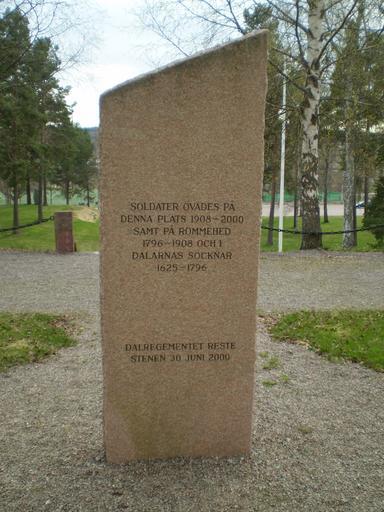 SOLDATER ÖVADES PÅ
DENNA PLATS 1908–2000
SAMT PÅ ROMMEHED
1796–1908 OCH I
DALARNAS SOCKNAR
1625–1796
DALREGEMENTET RESTE
STENEN 30 JUNI 2000